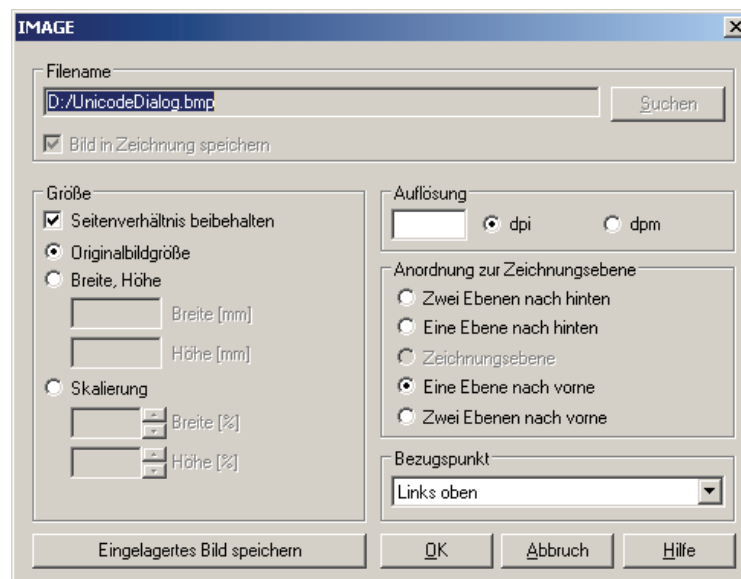 IMAGE
Filename
D:/UnicodeDialog.bmp
Suchen
Bild in Zeichnung speichern
Größe
Seitenverhältnis beibehalten
Originalbildgröße
Breite, Höhe
Breite [mm]
Höhe [mm]
Skalierung
Breite [%]
Höhe [%]
Auflösung
dpi
dpm
Anordnung zur Zeichnungsebene
Zwei Ebenen nach hinten
Eine Ebene nach hinten
Zeichnungsebene
Eine Ebene nach vorne
Zwei Ebenen nach vorne
Bezugspunkt
Links oben
Eingelagertes Bild speichern
OK
Abbruch
Hilfe